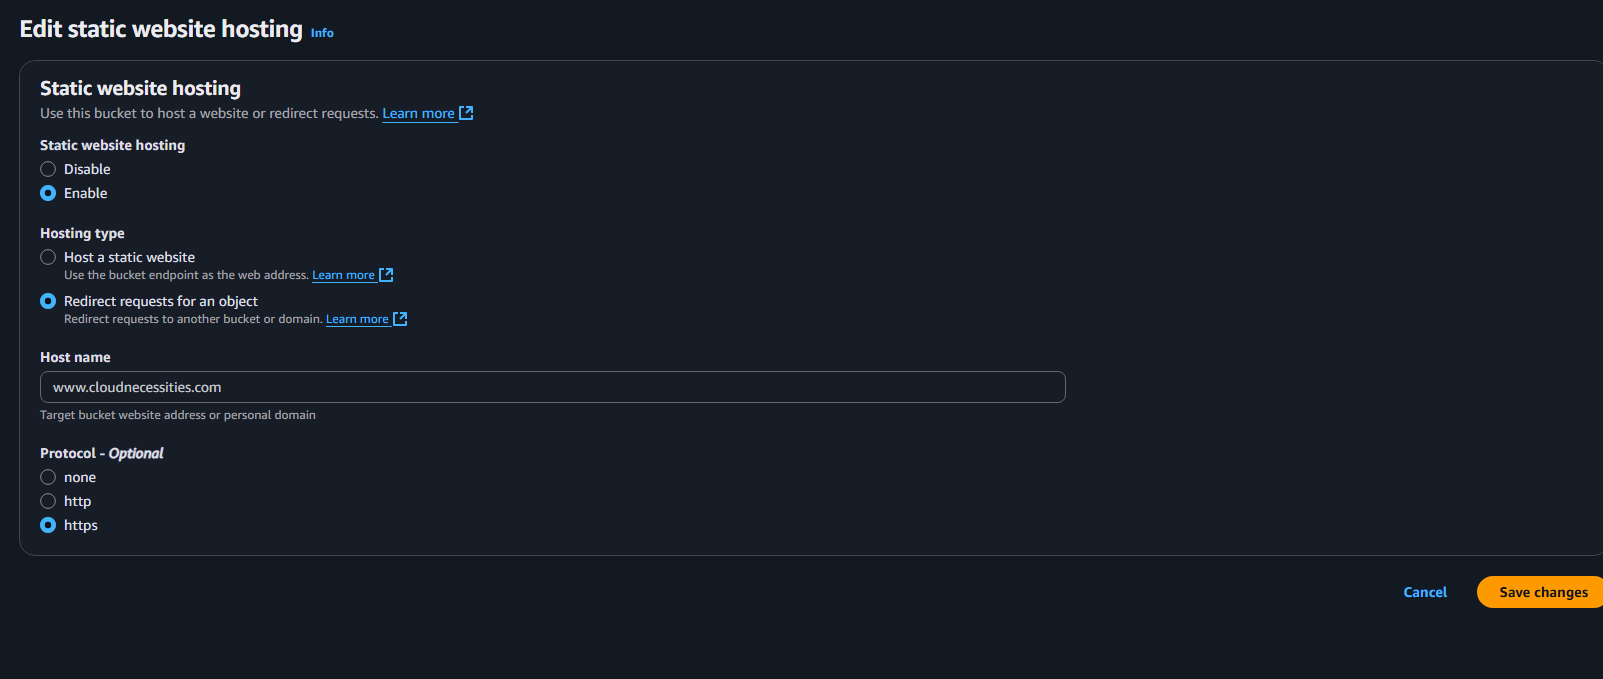 Edit static website hosting Info
Static website hosting
Use this bucket to host a website or redirect requests. Learn more
Static website hosting
Disable
Enable
Hosting type
Host a static website
Use the bucket endpoint as the web address. Learn more
Redirect requests for an object
Redirect requests to another bucket or domain. Learn more
Host name
www.cloudnecessities.com
Target bucket website address or personal domain
Protocol - Optional
none
http
https
Cancel Save changes